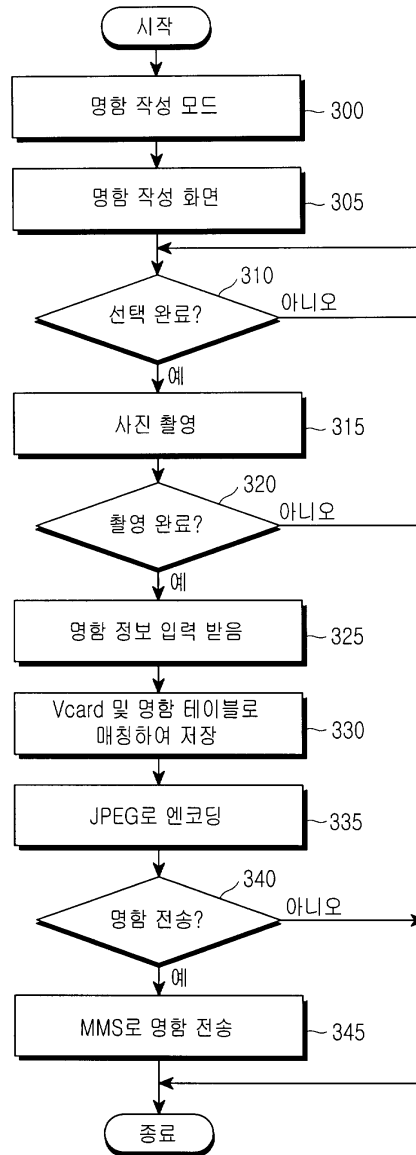 시작
명함 작성 모드
300
명함 작성 화면
305
310
선택 완료?
아니오
예
사진 촬영
315
320
촬영 완료?
아니오
예
명함 정보 입력 받음
325
Vcard 및 명함 테이블로
매칭하여 저장
330
JPEG로 엔코딩
335
340
명함 전송?
아니오
예
MMS로 명함 전송
345
종료